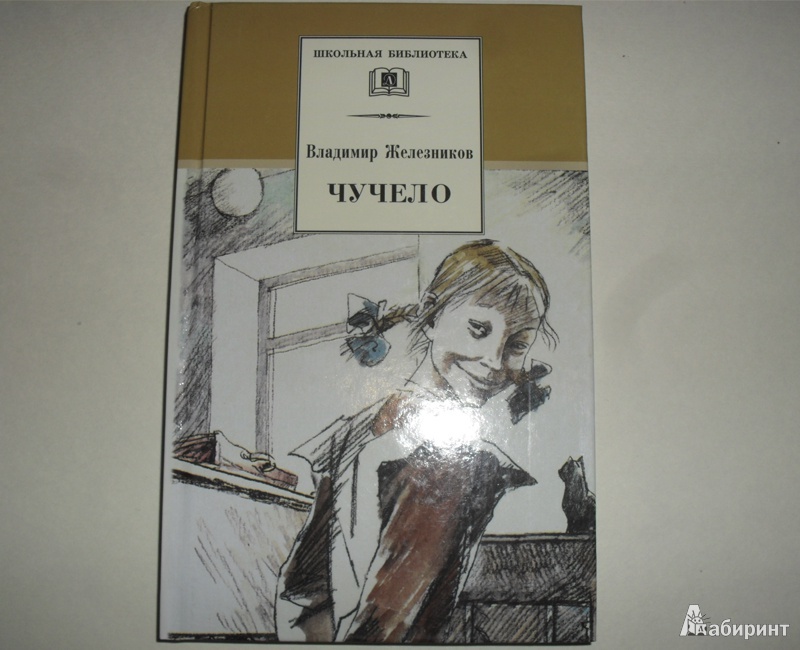 ШКОЛЬНАЯ БИБЛИОТЕКА
Владимир Железников
ЧУЧЕЛО
Лабиринт